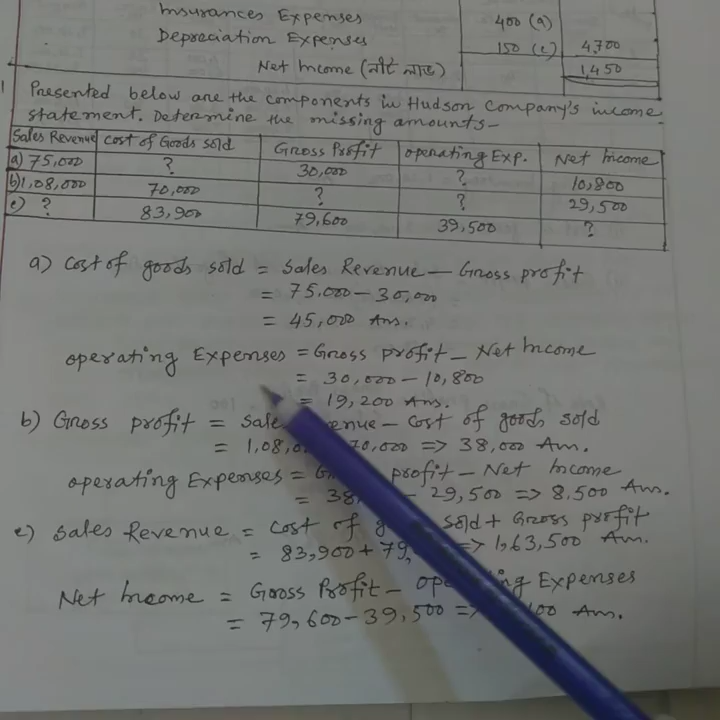 Insurances Expenses 400 (a)
Depreciation Expenses 150 (c) 4,700
Net Income (नीट लाभ) 1,450
Presented below are the components in Hudson Company's income
statement. Determine the missing amounts-
Sales Revenue Cost of Goods sold Gross Profit operating Exp. Net Income
a) 75,000 ? 30,000 ? 10,800
b) 1,08,000 70,000 ? ? 29,500
c) ? 83,900 79,600 39,500 ?
a) Cost of goods sold = Sales Revenue - Gross profit
= 75,000 - 30,000
= 45,000 Ans.
operating Expenses = Gross profit - Net Income
= 30,000 - 10,800
= 19,200 Ans.
b) Gross profit = - Cost of goods sold
= 70,000 => 38,000 Ans.
operating Expenses = profit - Net Income
= - 29,500 => 8,500 Ans.
c) Sales Revenue = Cost of sold + Gross profit
= 83,900 + => 1,63,500 Ans.
Net Income = Gross Profit - Expenses
= 79,600 - 39,500 => Ans.